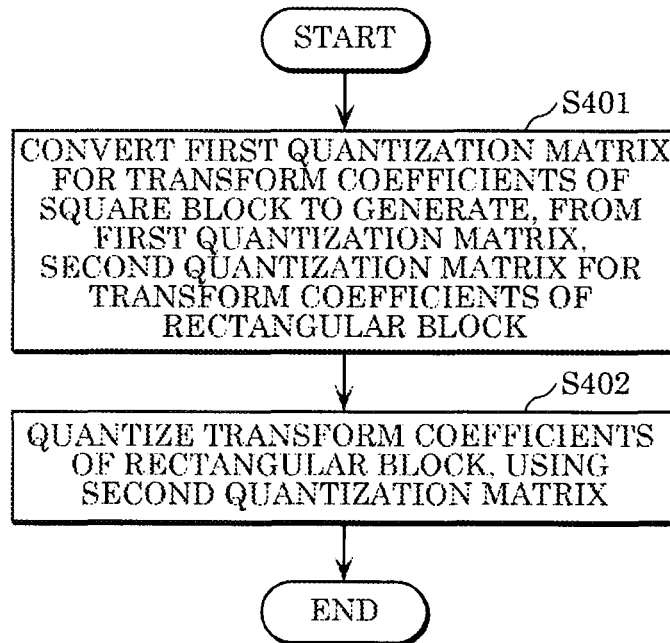 START
S401
CONVERT FIRST QUANTIZATION MATRIX
FOR TRANSFORM COEFFICIENTS OF
SQUARE BLOCK TO GENERATE, FROM
FIRST QUANTIZATION MATRIX,
SECOND QUANTIZATION MATRIX FOR
TRANSFORM COEFFICIENTS OF
RECTANGULAR BLOCK
S402
QUANTIZE TRANSFORM COEFFICIENTS
OF RECTANGULAR BLOCK, USING
SECOND QUANTIZATION MATRIX
END